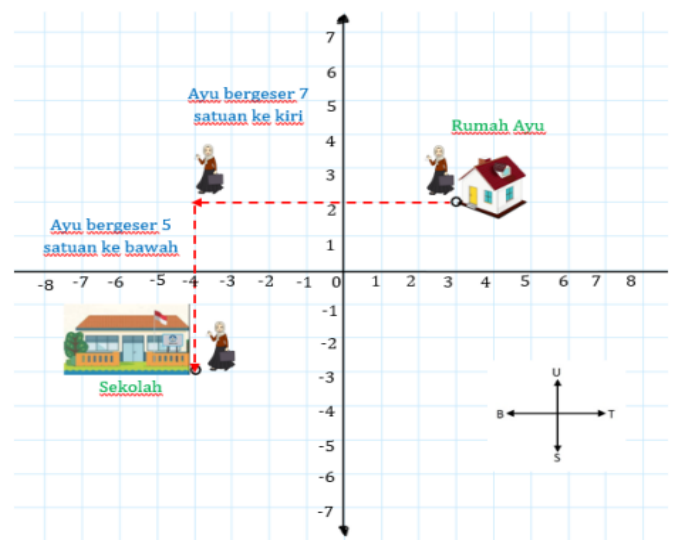 7
6
Ayu bergeser 7
satuan ke kiri
5
Rumah Ayu
4
3
2
Ayu bergeser 5
satuan ke bawah
1
-8 -7 -6 -5 -4 -3 -2 -1 0 1 2 3 4 5 6 7 8
-1
-2
-3
Sekolah
U
-4
B T
-5
S
-6
-7